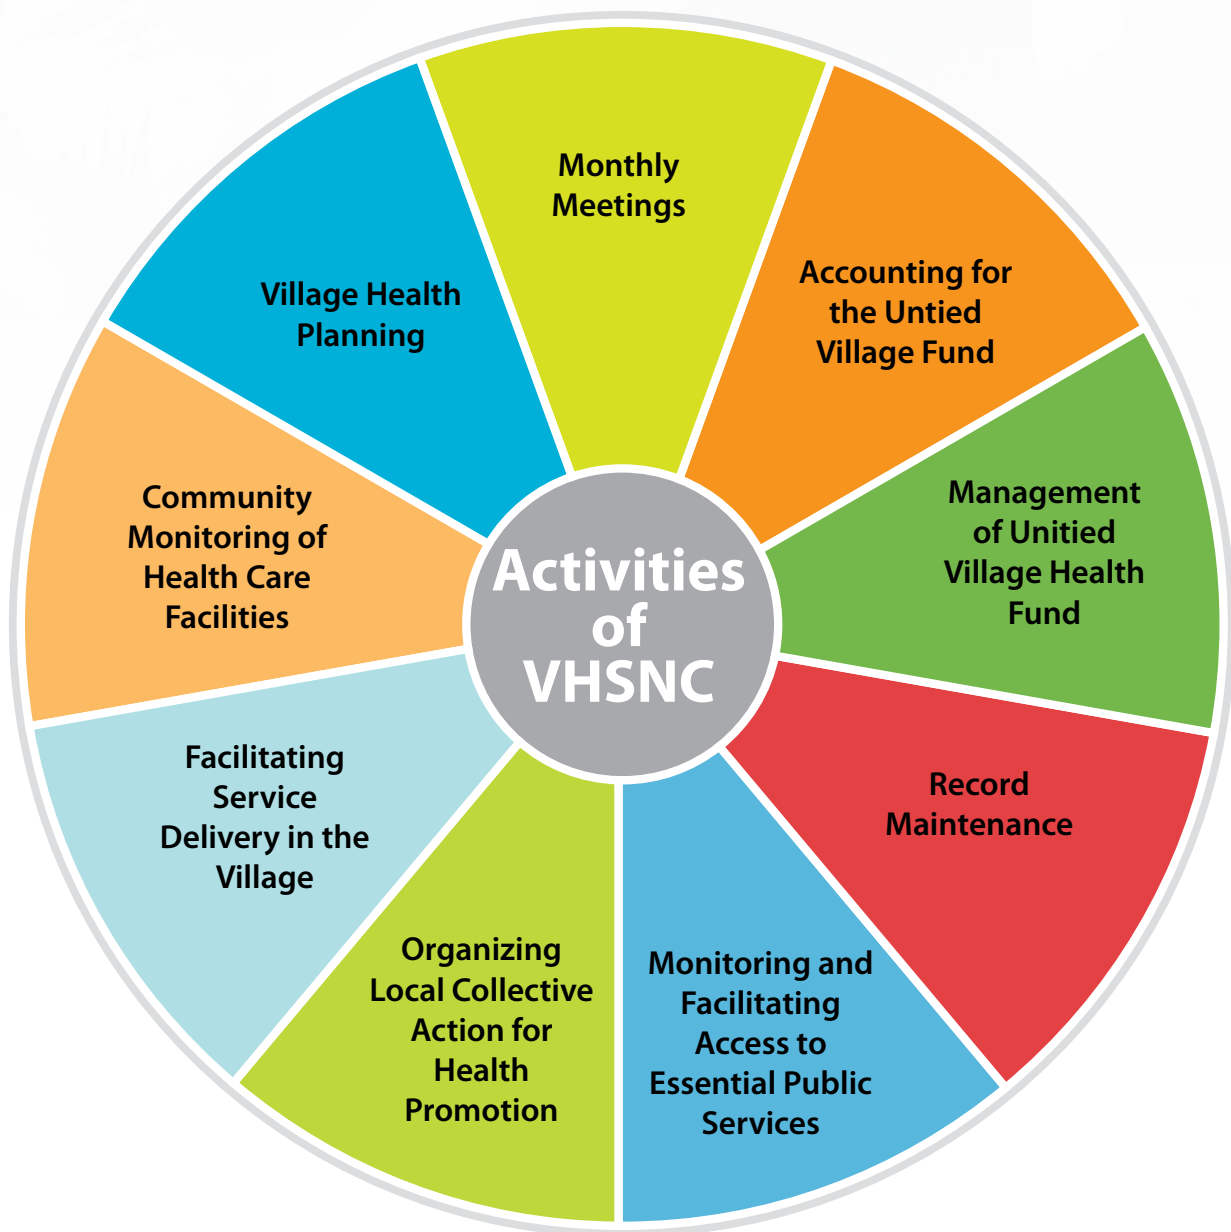 Monthly
Meetings
Accounting for
the Untied
Village Fund
Management
of Unitied
Village Health
Fund
Record
Maintenance
Monitoring and
Facilitating
Access to
Essential Public
Services
Organizing
Local Collective
Action for
Health
Promotion
Facilitating
Service
Delivery in the
Village
Community
Monitoring of
Health Care
Facilities
Village Health
Planning
Activities
of
VHSNC